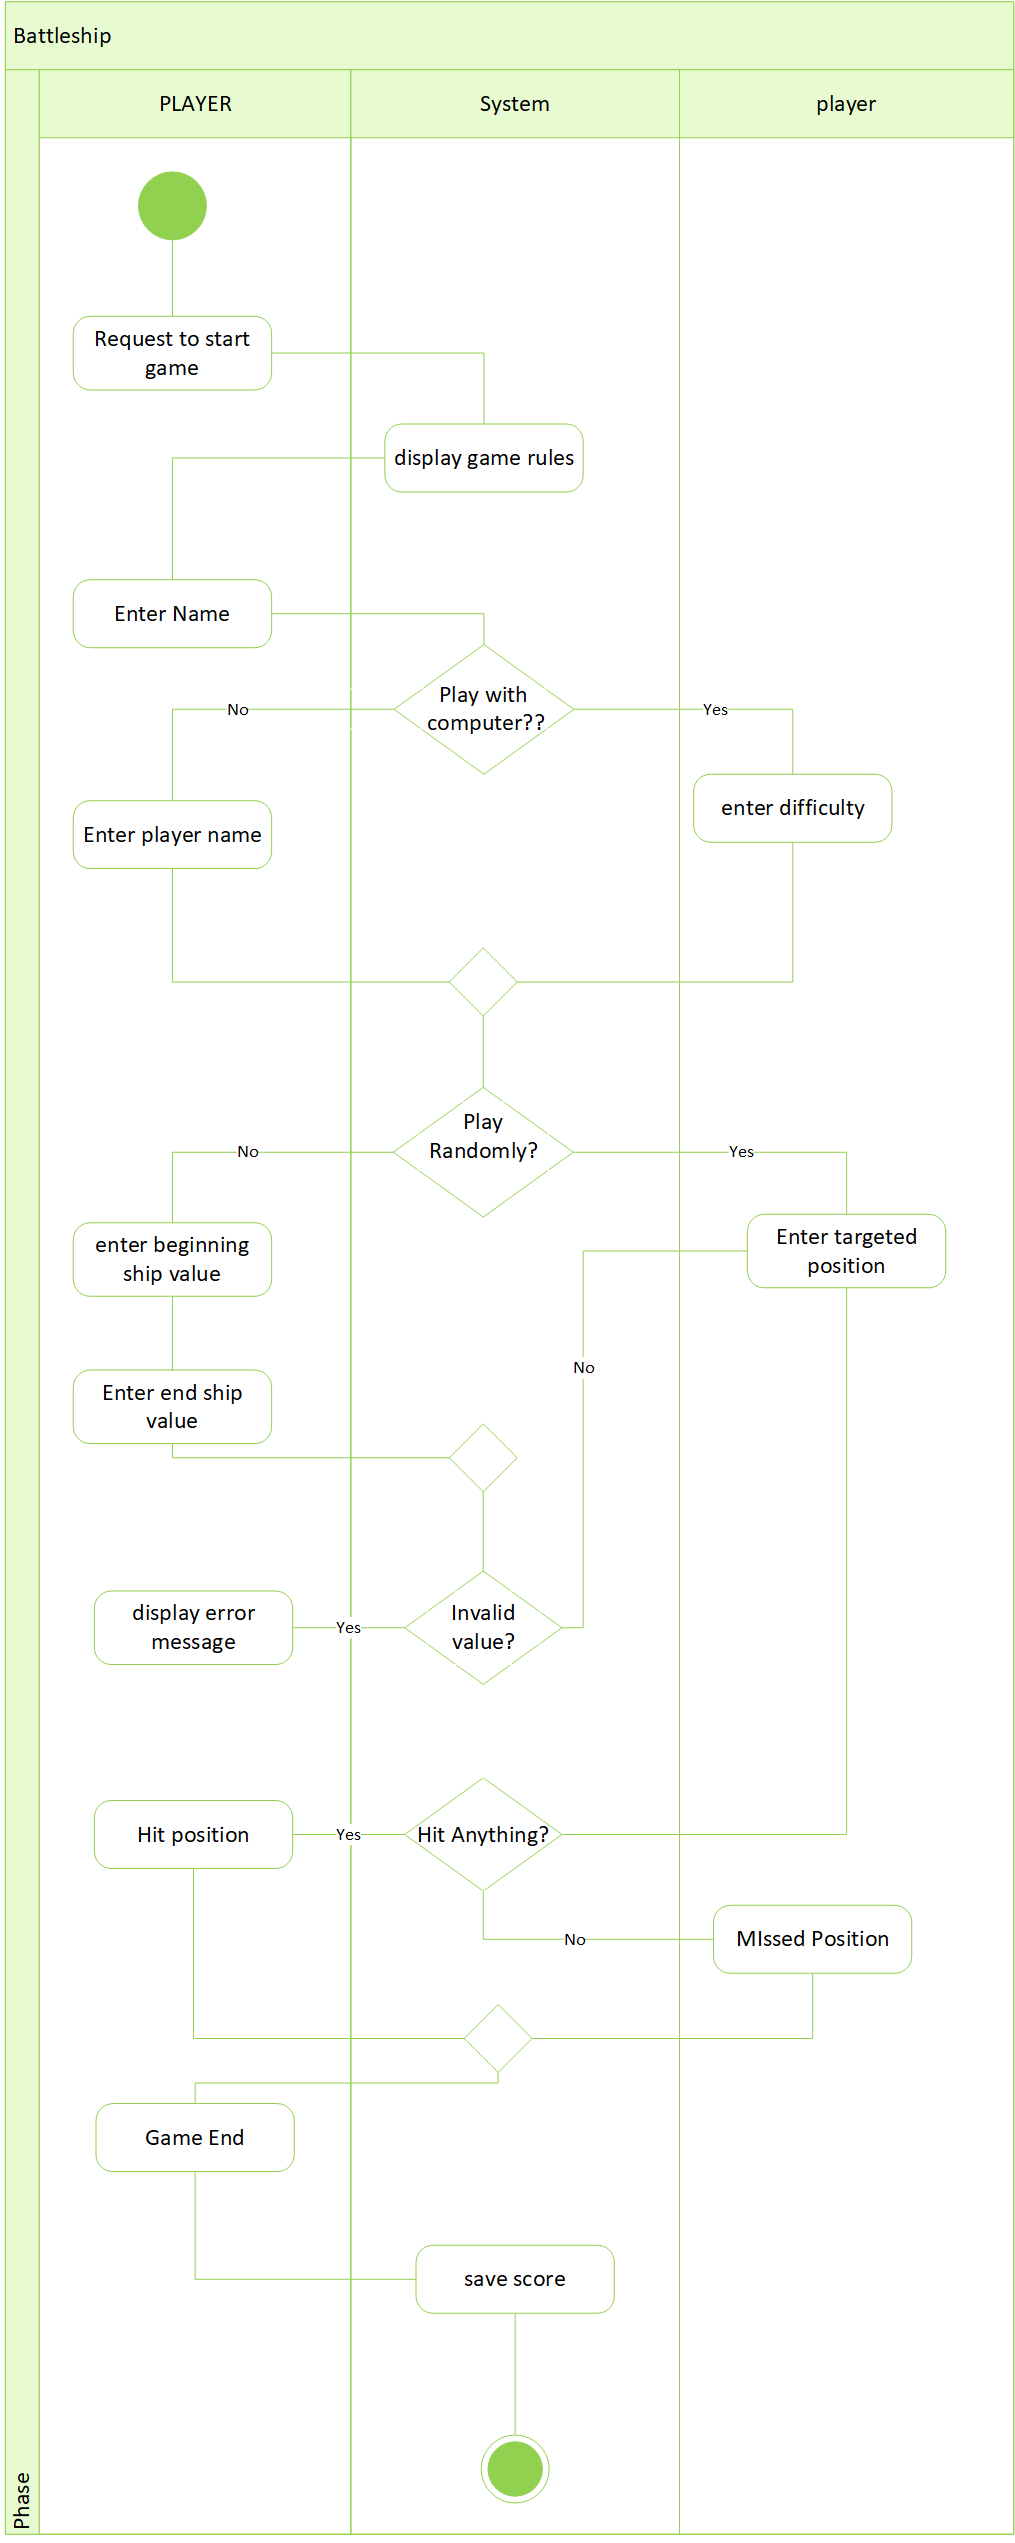 Battleship
PLAYER
System
player
Request to start
game
display game rules
Enter Name
Play with
computer??
No
Yes
enter difficulty
Enter player name
Play
Randomly?
No
Yes
Enter targeted
position
enter beginning
ship value
No
Enter end ship
value
Invalid
value?
Yes
display error
message
Hit Anything?
Yes
Hit position
No
MIssed Position
Game End
save score
Phase